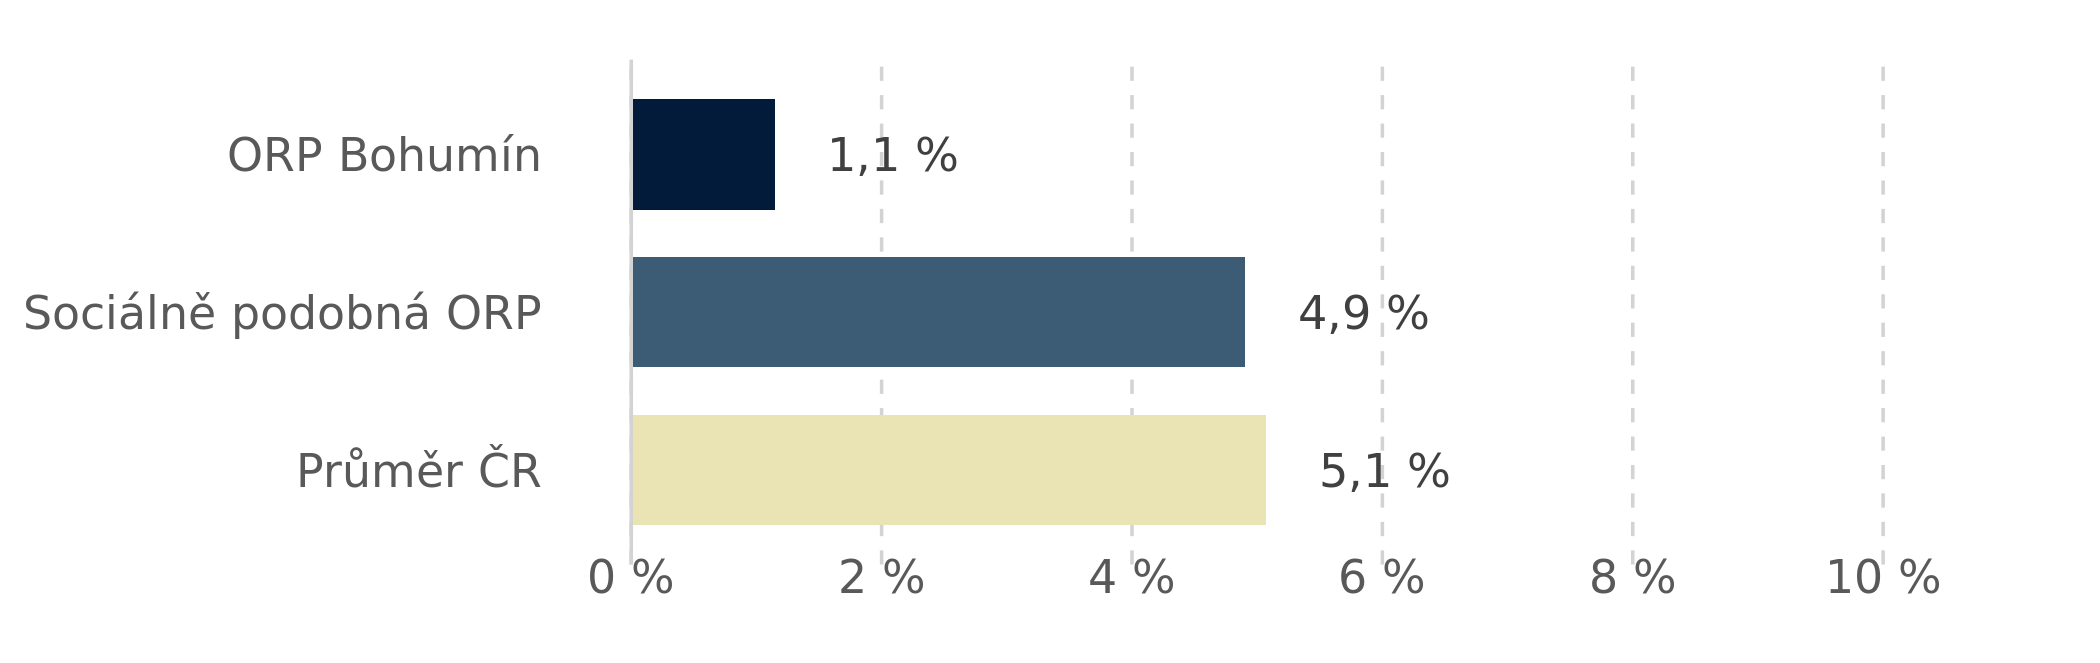 ORP Bohumín 1,1 %
Sociálně podobná ORP 4,9 %
Průměr ČR 5,1 %
0 % 2 % 4 % 6 % 8 % 10 %